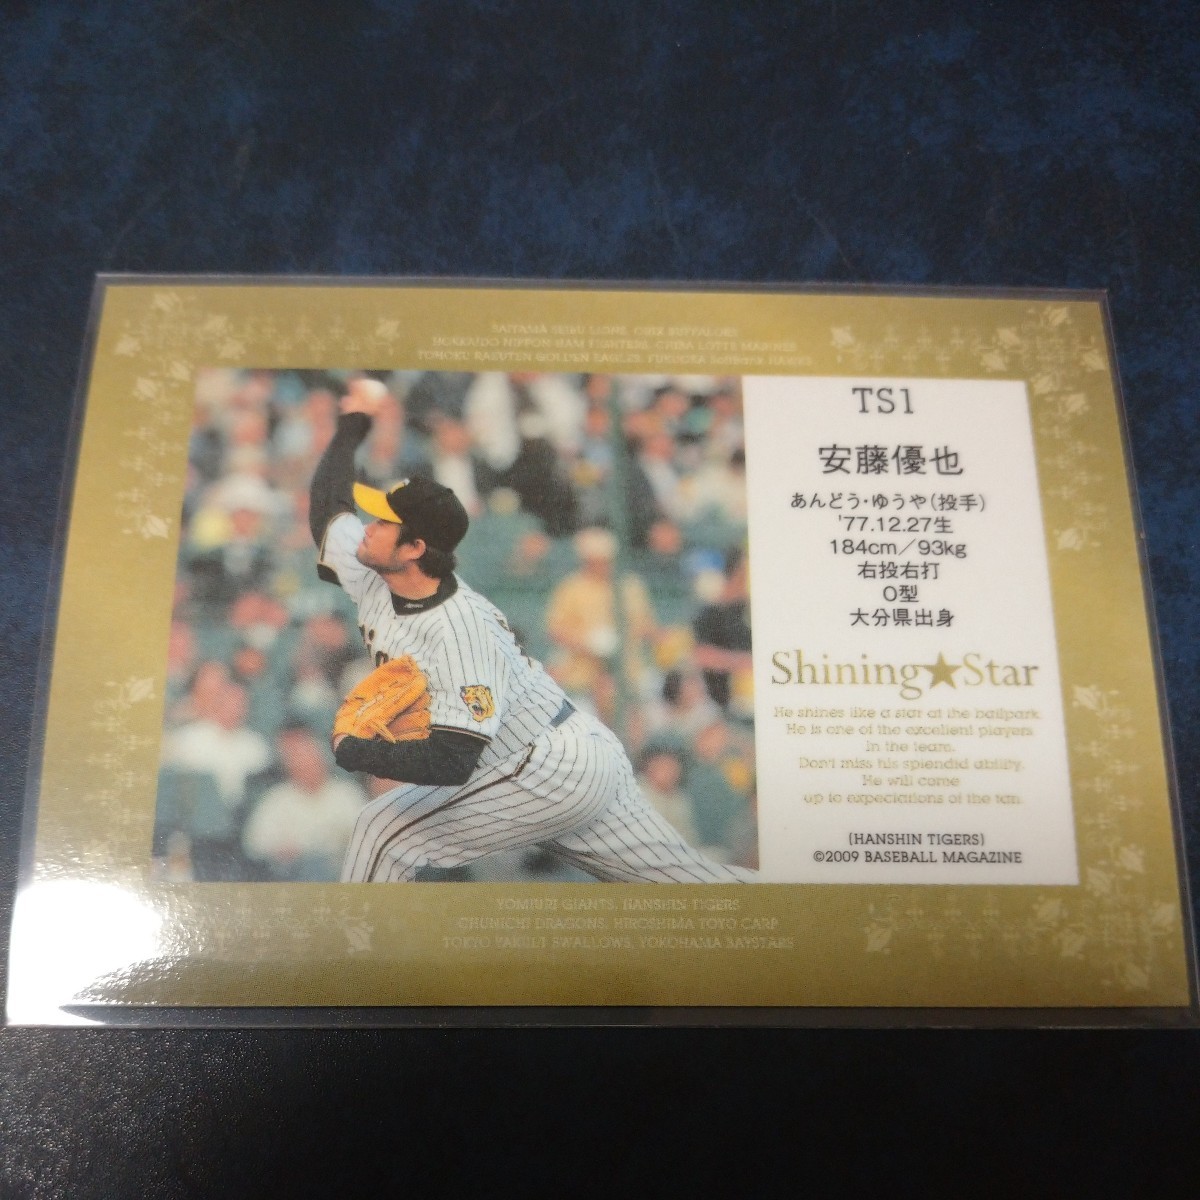 SAITAMA SEIBU LIONS, ORIX BUFFALOES
HOKKAIDO NIPPON HAM FIGHTERS, CHIBA LOTTE MARINES
TOHOKU RAKUTEN GOLDEN EAGLES, FUKUOKA SoftBank HAWKS
TS1
安藤優也
あんどう・ゆうや(投手)
'77.12.27生
184cm／93kg
右投右打
O型
大分県出身
Shining★Star
He shines like a star at the ballpark.
He is one of the excellent players
in the team.
Don't miss his splendid ability.
He will come
up to expectations of the fan.
(HANSHIN TIGERS)
©2009 BASEBALL MAGAZINE
YOMIURI GIANTS, HANSHIN TIGERS
CHUNICHI DRAGONS, HIROSHIMA TOYO CARP
TOKYO YAKULT SWALLOWS, YOKOHAMA BAYSTARS